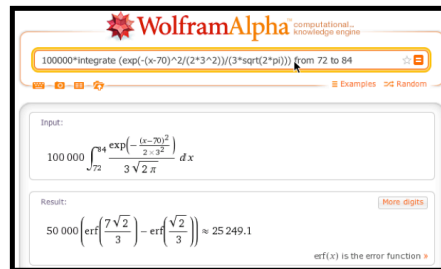 WolframAlpha computational... knowledge engine
100000*integrate (exp(-(x-70)^2/(2*3^2))/(3*sqrt(2*pi))) from 72 to 84
Examples Random
Input:
100 000 ∫_72^84 exp(-(x-70)^2/(2×3^2))/(3 √(2 π)) dx
Result:
More digits
50 000 (erf(7 √2/3) - erf(√2/3)) ≈ 25 249.1
erf(x) is the error function »